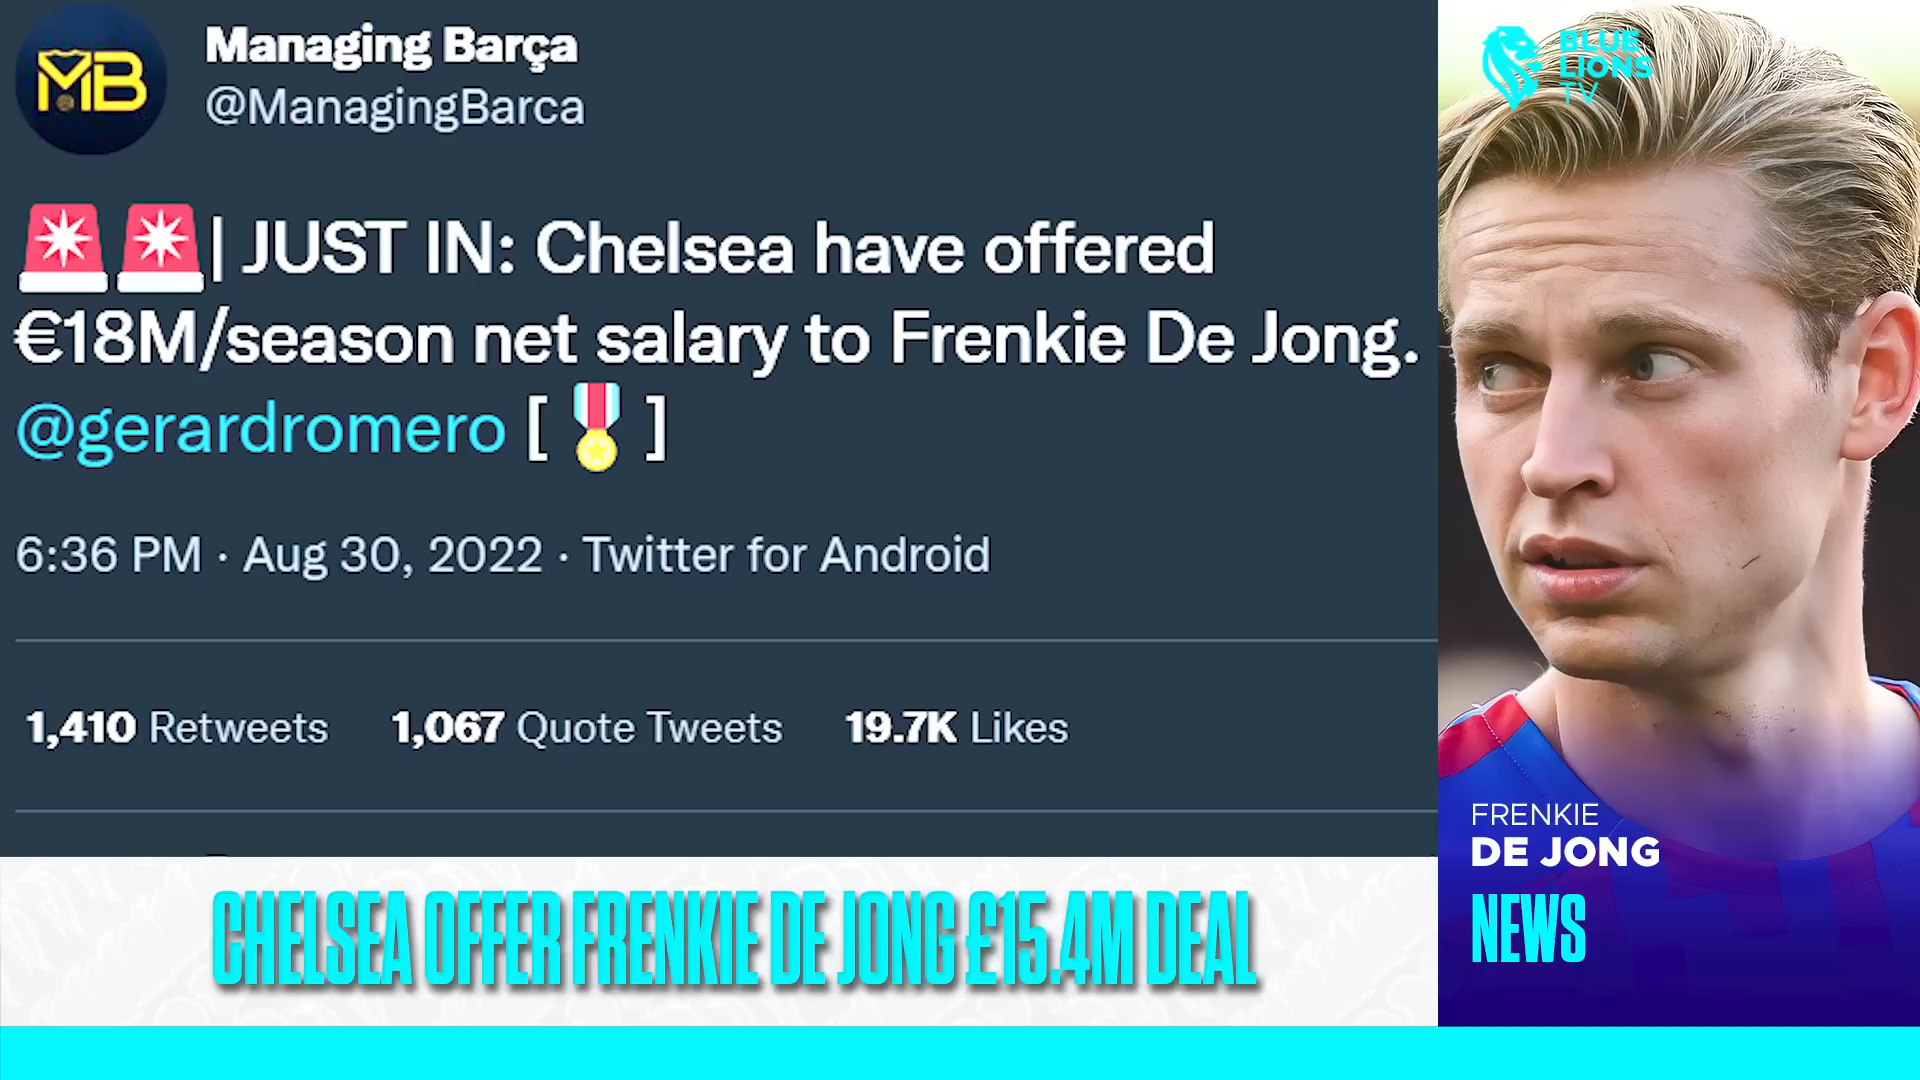 MB
Managing Barça
@ManagingBarca
🚨🚨| JUST IN: Chelsea have offered
€18M/season net salary to Frenkie De Jong.
@gerardromero [🎖️]
6:36 PM · Aug 30, 2022 · Twitter for Android
1,410 Retweets 1,067 Quote Tweets 19.7K Likes
CHELSEA OFFER FRENKIE DE JONG £15.4M DEAL
BLUE
LIONS
TV
FRENKIE
DE JONG
NEWS